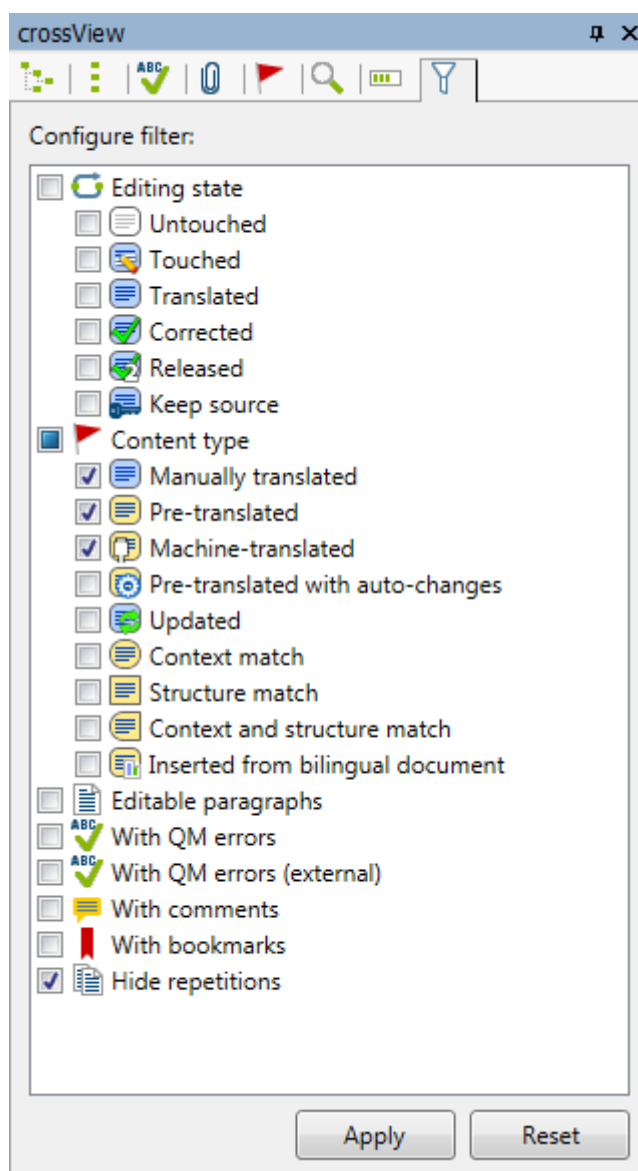 crossView
ABC
Configure filter:
Editing state
Untouched
Touched
Translated
Corrected
Released
Keep source
Content type
Manually translated
Pre-translated
Machine-translated
Pre-translated with auto-changes
Updated
Context match
Structure match
Context and structure match
Inserted from bilingual document
Editable paragraphs
ABC With QM errors
ABC With QM errors (external)
With comments
With bookmarks
Hide repetitions
Apply Reset